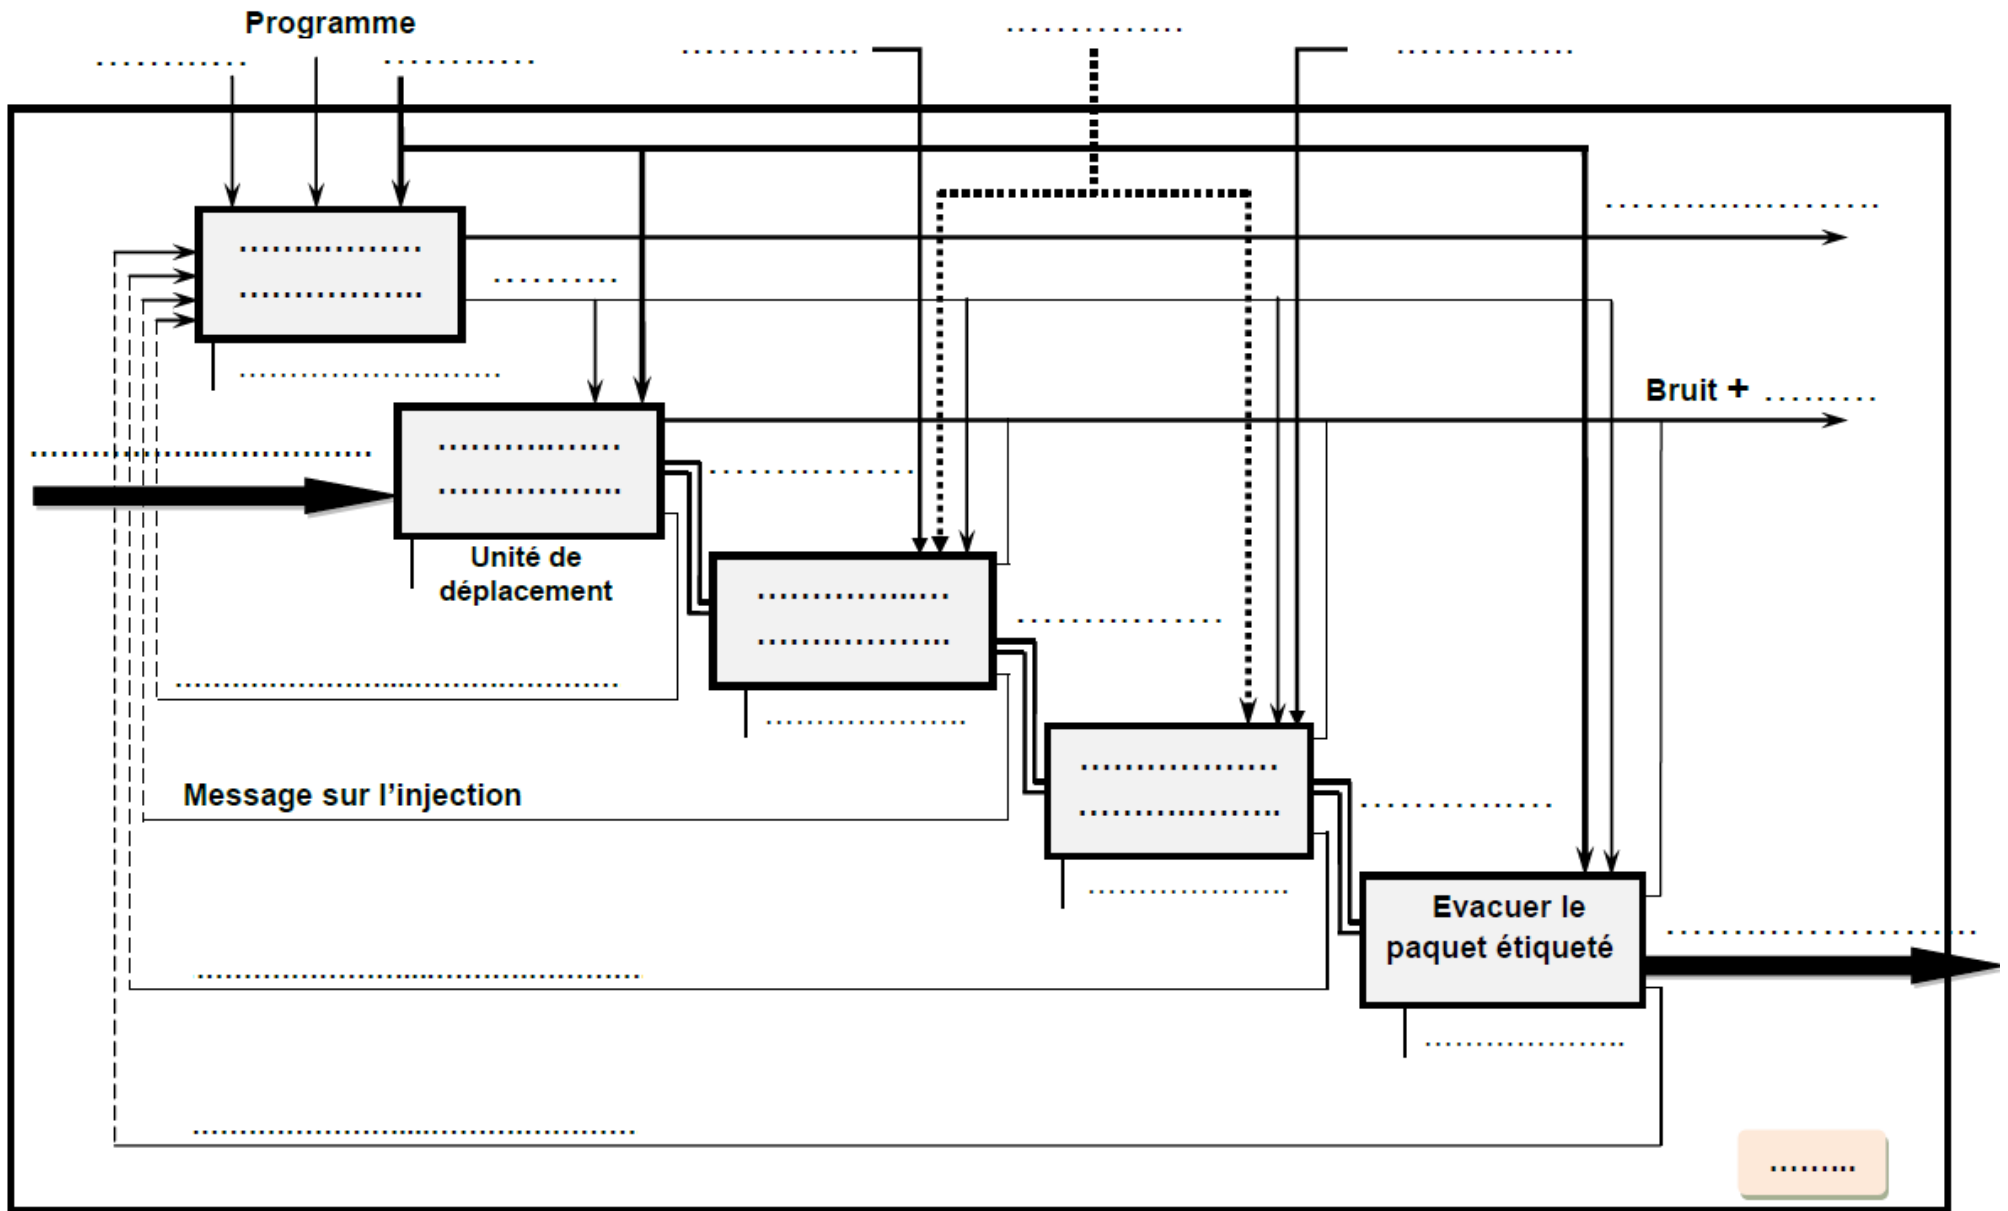 Programme
Bruit +
Unité de
déplacement
Message sur l'injection
Evacuer le
paquet étiqueté